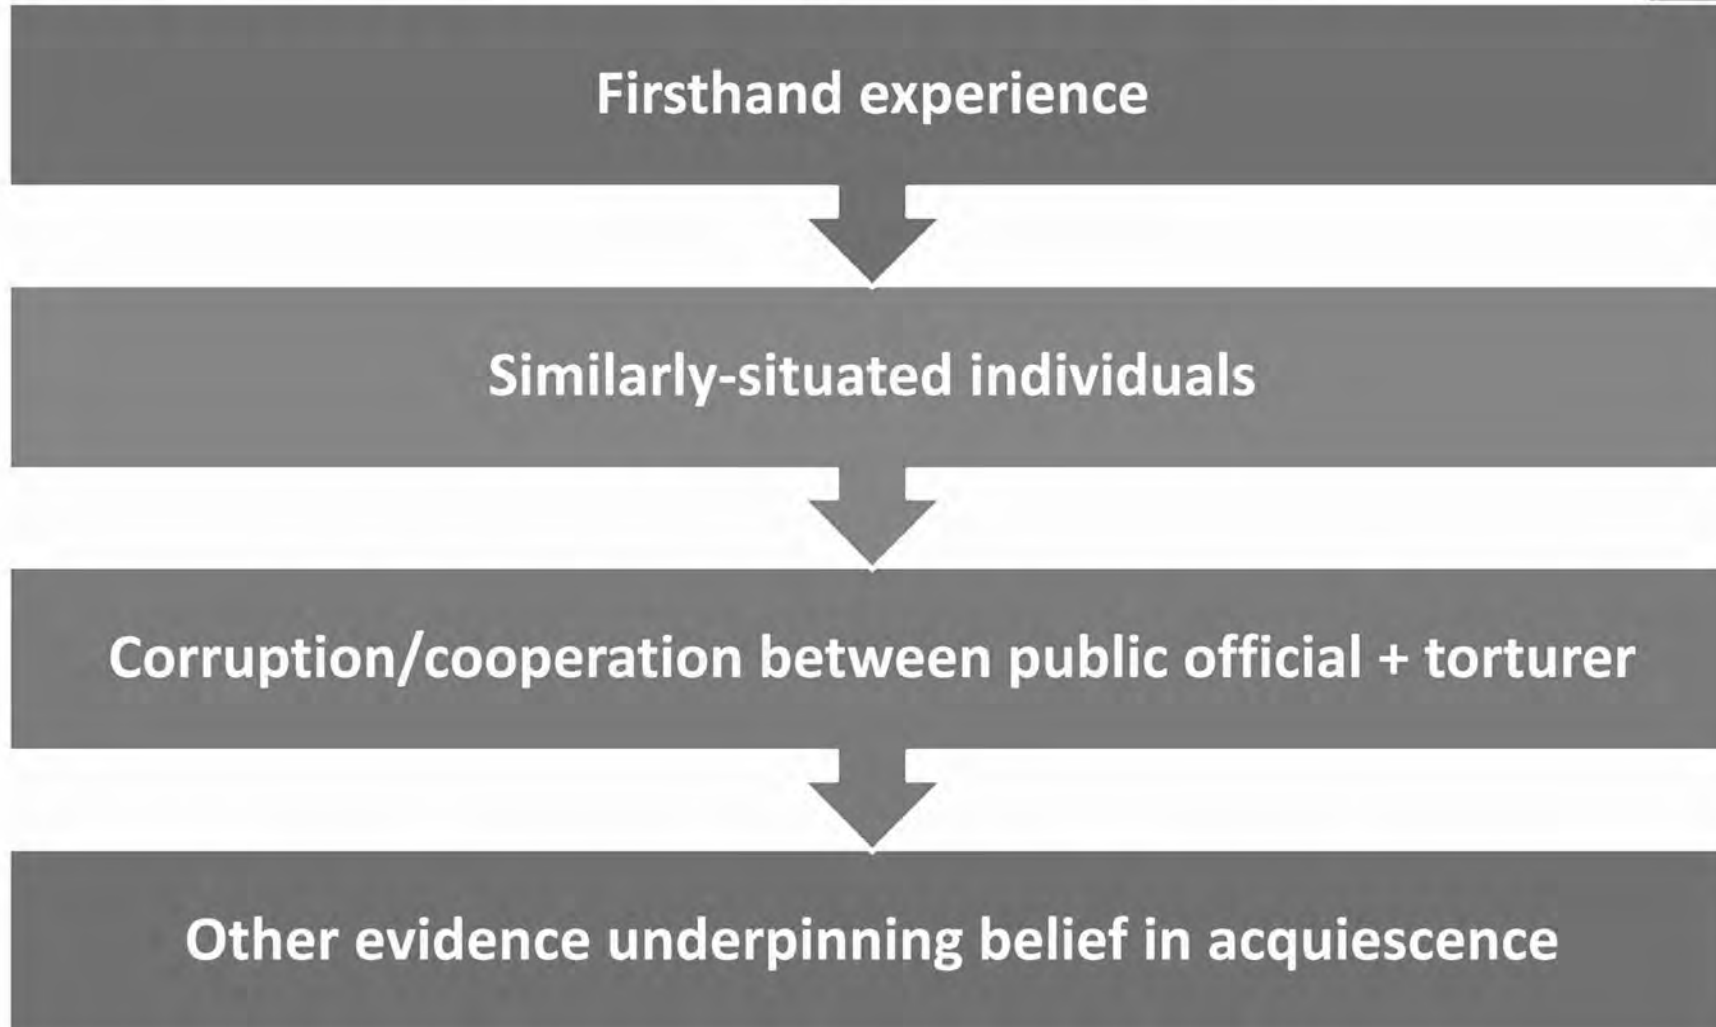 Firsthand experience
Similarly-situated individuals
Corruption/cooperation between public official + torturer
Other evidence underpinning belief in acquiescence